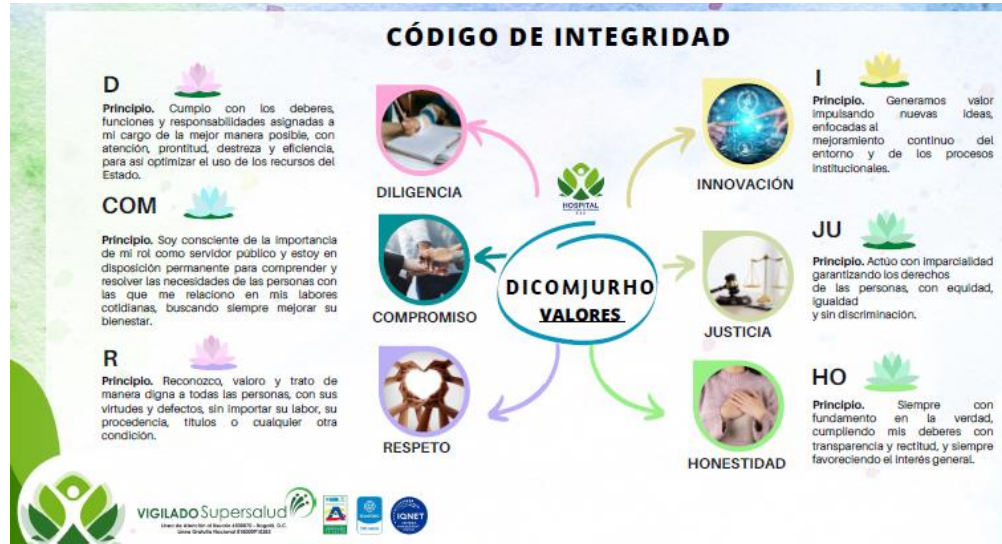 CÓDIGO DE INTEGRIDAD
D
Principio. Cumplo con los deberes,
funciones y responsabilidades asignadas a
mi cargo de la mejor manera posible, con
atención, prontitud, destreza y eficiencia,
para así optimizar el uso de los recursos del
Estado.
COM
Principio. Soy consciente de la importancia
de mi rol como servidor público y estoy en
disposición permanente para comprender y
resolver las necesidades de las personas con
las que me relaciono en mis labores
cotidianas, buscando siempre mejorar su
bienestar.
R
Principio. Reconozco, valoro y trato de
manera digna a todas las personas, con sus
virtudes y defectos, sin importar su labor, su
procedencia, títulos o cualquier otra
condición.
DILIGENCIA
COMPROMISO
RESPETO
HOSPITAL
DICOMJURHO
VALORES
INNOVACIÓN
JUSTICIA
HONESTIDAD
I
Principio. Generamos valor
impulsando nuevas ideas,
enfocadas al
mejoramiento continuo del
entorno y de los procesos
institucionales.
JU
Principio. Actúo con imparcialidad
garantizando los derechos
de las personas, con equidad,
igualdad
y sin discriminación.
HO
Principio. Siempre con
fundamento en la verdad,
cumpliendo mis deberes con
transparencia y rectitud, y siempre
favoreciendo el interés general.
VIGILADO Supersalud
IQNET